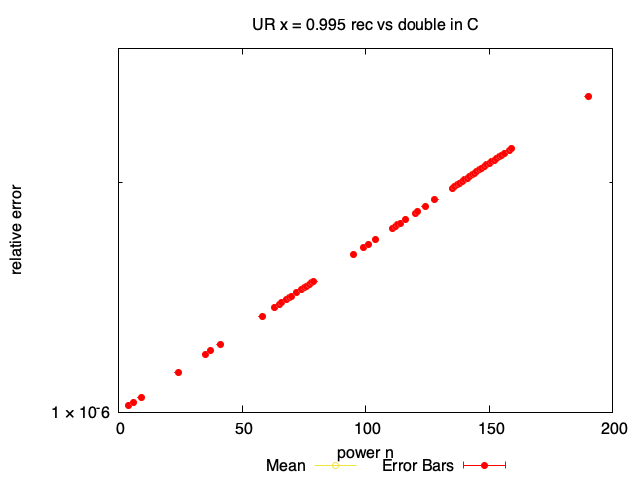 UR x = 0.995 rec vs double in C
relative error
1 × 10-6
0 50 100 150 200
power n
Mean Error Bars